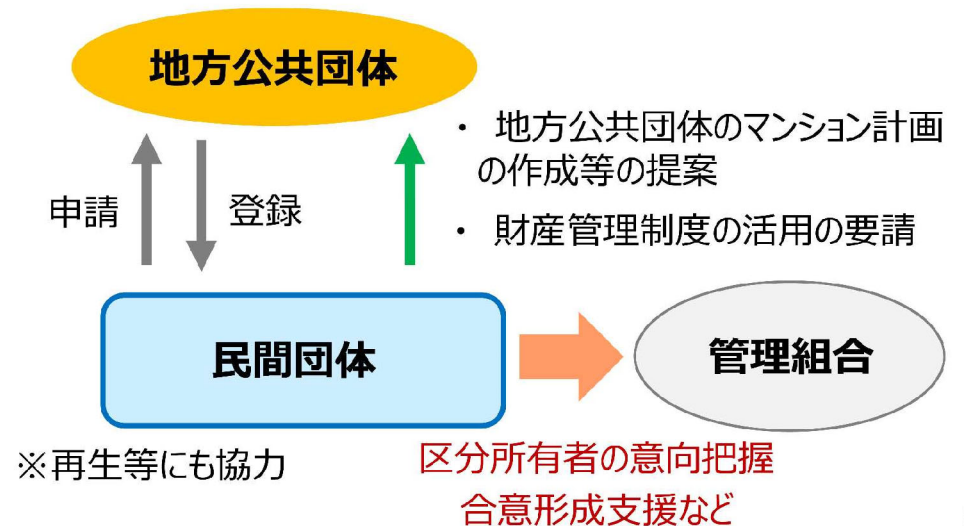 地方公共団体
・ 地方公共団体のマンション計画
の作成等の提案
申請
登録
・ 財産管理制度の活用の要請
民間団体
管理組合
※再生等にも協力
区分所有者の意向把握
合意形成支援など